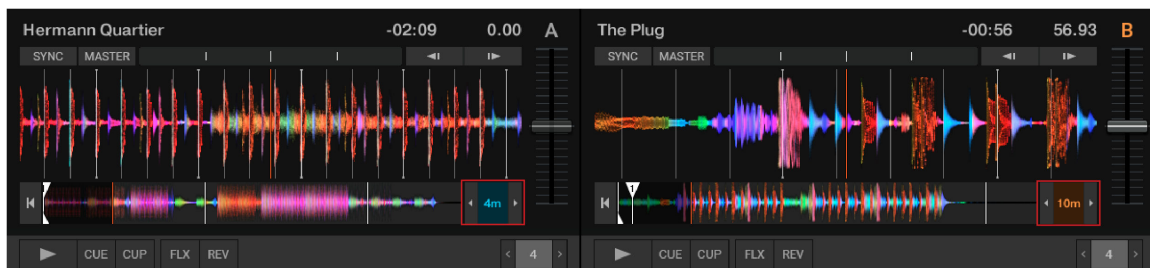 Hermann Quartier -02:09 0.00 A
SYNC MASTER
4m
CUE CUP FLX REV 4
The Plug -00:56 56.93 B
SYNC MASTER
1
10m
CUE CUP FLX REV 4